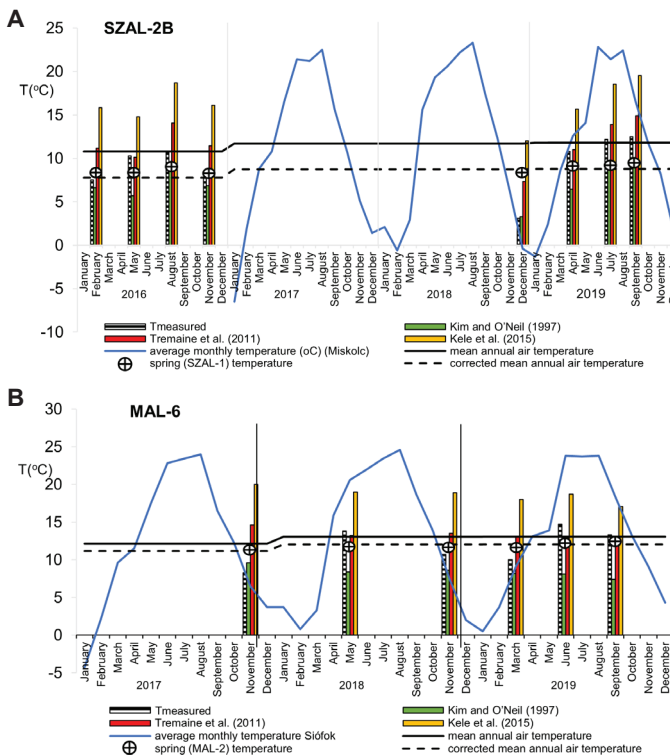 A
SZAL-2B
25
T(ºC)
20
15
10
5
0
-5
-10
January
February
March
April
May
June
July
August
September
October
November
December
January
February
March
April
May
June
July
August
September
October
November
December
January
February
March
April
May
June
July
August
September
October
November
December
January
February
March
April
May
June
July
August
September
October
November
December
2016 2017 2018 2019
Tmeasured Kim and O'Neil (1997)
Tremaine et al. (2011) Kele et al. (2015)
average monthly temperature (oC) (Miskolc) mean annual air temperature
spring (SZAL-1) temperature corrected mean annual air temperature
B
MAL-6
30
T(ºC)
25
20
15
10
5
0
-5
January
February
March
April
May
June
July
August
September
October
November
December
January
February
March
April
May
June
July
August
September
October
November
December
January
February
March
April
May
June
July
August
September
October
November
December
2017 2018 2019
Tmeasured Kim and O'Neil (1997)
Tremaine et al. (2011) Kele et al. (2015)
average monthly temperature Siófok mean annual air temperature
spring (MAL-2) temperature corrected mean annual air temperature